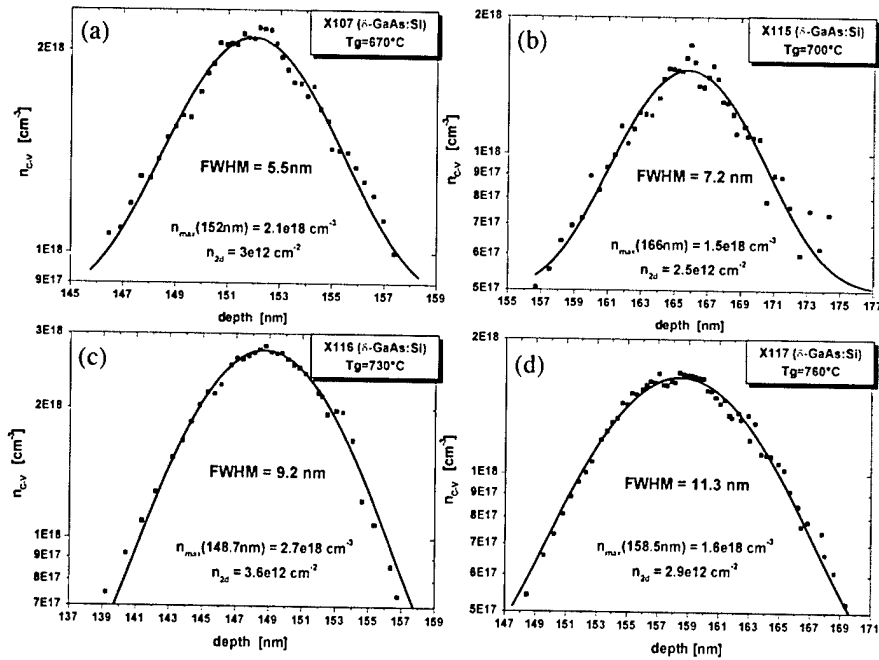 (a)
X107 (δ-GaAs:Si)
Tg=670°C
2E18
1E18
9E17
n_C-V [cm⁻³]
FWHM = 5.5nm
n_max(152nm) = 2.1e18 cm⁻³
n_2d = 3e12 cm⁻²
145 147 149 151 153 155 157 159
depth [nm]
(b)
X115 (δ-GaAs:Si)
Tg=700°C
1E18
9E17
8E17
7E17
6E17
5E17
n_C-V [cm⁻³]
FWHM = 7.2 nm
n_max(166nm) = 1.5e18 cm⁻³
n_2d = 2.5e12 cm⁻²
155 157 159 161 163 165 167 169 171 173 175 177
depth [nm]
(c)
X116 (δ-GaAs:Si)
Tg=730°C
3E18
2E18
1E18
9E17
8E17
7E17
n_C-V [cm⁻³]
FWHM = 9.2 nm
n_max(148.7nm) = 2.7e18 cm⁻³
n_2d = 3.6e12 cm⁻²
137 139 141 143 145 147 149 151 153 155 157 159
depth [nm]
(d)
X117 (δ-GaAs:Si)
Tg=760°C
2E18
1E18
9E17
8E17
7E17
6E17
5E17
n_C-V [cm⁻³]
FWHM = 11.3 nm
n_max(158.5nm) = 1.6e18 cm⁻³
n_2d = 2.9e12 cm⁻²
147 149 151 153 155 157 159 161 163 165 167 169 171
depth [nm]